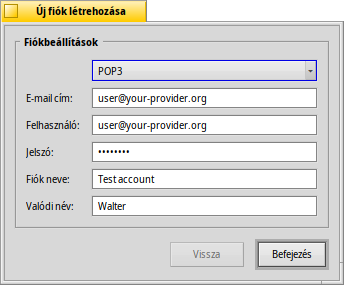 Új fiók létrehozása
Fiókbeállítások
POP3
E-mail cím: user@your-provider.org
Felhasználó: user@your-provider.org
Jelszó: ••••••••
Fiók neve: Test account
Valódi név: Walter
Vissza Befejezés